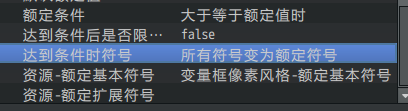 额定条件 大于等于额定值时
达到条件后是否限… false
达到条件时符号 所有符号变为额定符号
资源-额定基本符号 变量框像素风格-额定基本符号
资源-额定扩展符号